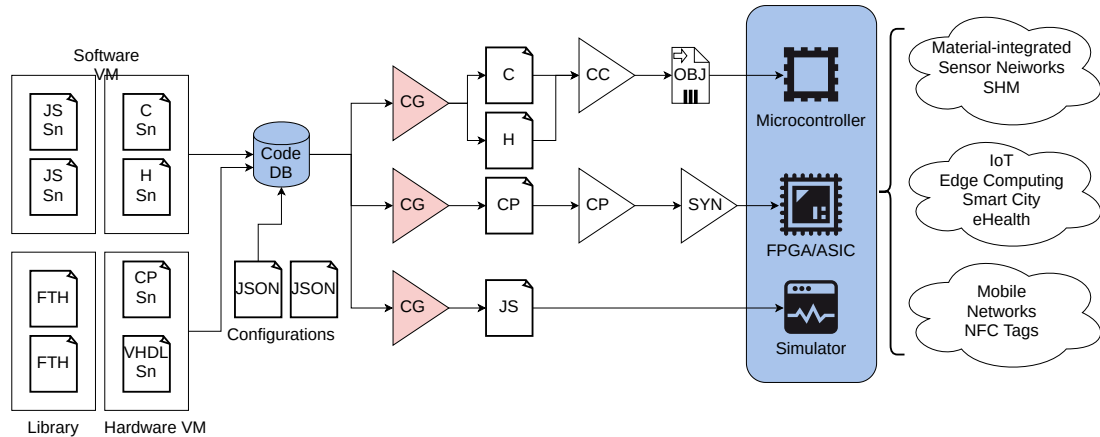 Software
VM
JS
Sn
JS
Sn
C
Sn
H
Sn
FTH
FTH
Library
CP
Sn
VHDL
Sn
Hardware VM
Code
DB
JSON
JSON
Configurations
CG
C
H
CC
OBJ
CG
CP
CP
SYN
CG
JS
Microcontroller
FPGA/ASIC
Simulator
Material-integrated
Sensor Neiworks
SHM
IoT
Edge Computing
Smart City
eHealth
Mobile
Networks
NFC Tags